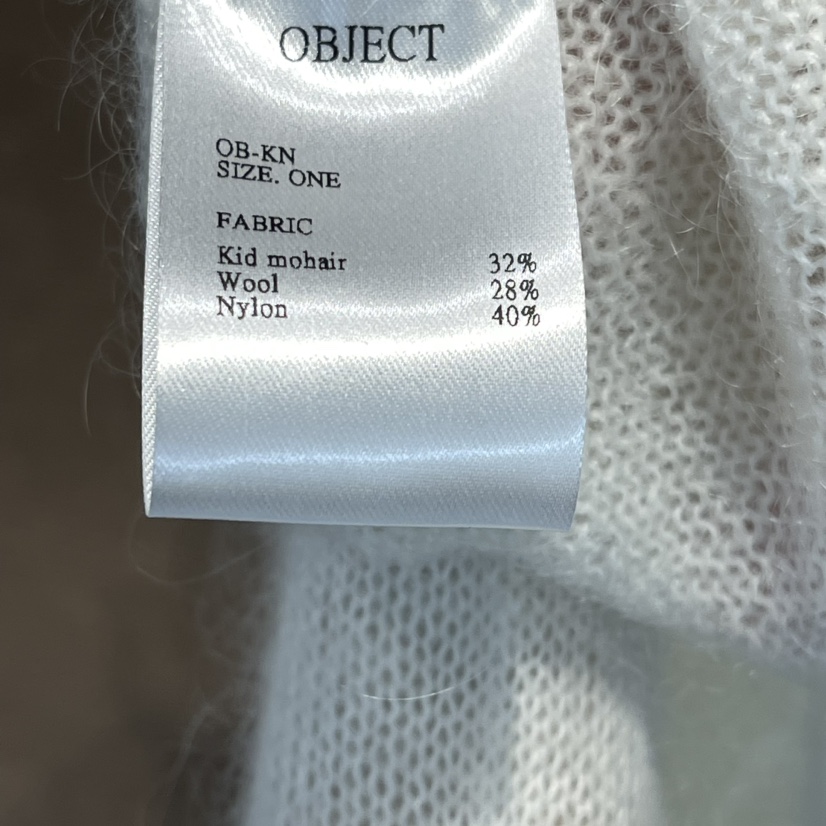 OBJECT
OB-KN
SIZE. ONE
FABRIC
Kid mohair 32%
Wool 28%
Nylon 40%